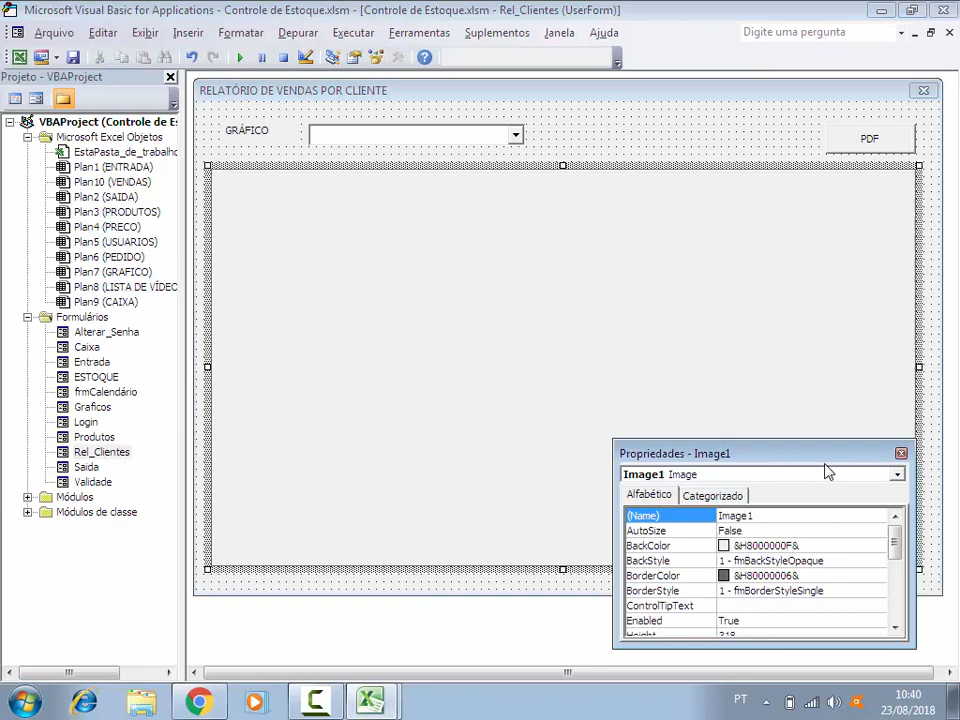 Microsoft Visual Basic for Applications - Controle de Estoque.xlsm - [Controle de Estoque.xlsm - Rel_Clientes (UserForm)]
Arquivo Editar Exibir Inserir Formatar Depurar Executar Ferramentas Suplementos Janela Ajuda
Digite uma pergunta
Projeto - VBAProject
VBAProject (Controle de Es
Microsoft Excel Objetos
EstaPasta_de_trabalho
Plan1 (ENTRADA)
Plan10 (VENDAS)
Plan2 (SAIDA)
Plan3 (PRODUTOS)
Plan4 (PRECO)
Plan5 (USUARIOS)
Plan6 (PEDIDO)
Plan7 (GRAFICO)
Plan8 (LISTA DE VÍDEO
Plan9 (CAIXA)
Formulários
Alterar_Senha
Caixa
Entrada
ESTOQUE
frmCalendário
Graficos
Login
Produtos
Rel_Clientes
Saida
Validade
Módulos
Módulos de classe
RELATÓRIO DE VENDAS POR CLIENTE
GRÁFICO
PDF
Propriedades - Image1
Image1 Image
Alfabético Categorizado
(Name) Image1
AutoSize False
BackColor &H8000000F&
BackStyle 1 - fmBackStyleOpaque
BorderColor &H80000006&
BorderStyle 1 - fmBorderStyleSingle
ControlTipText
Enabled True
Height 318
PT
10:40
23/08/2018